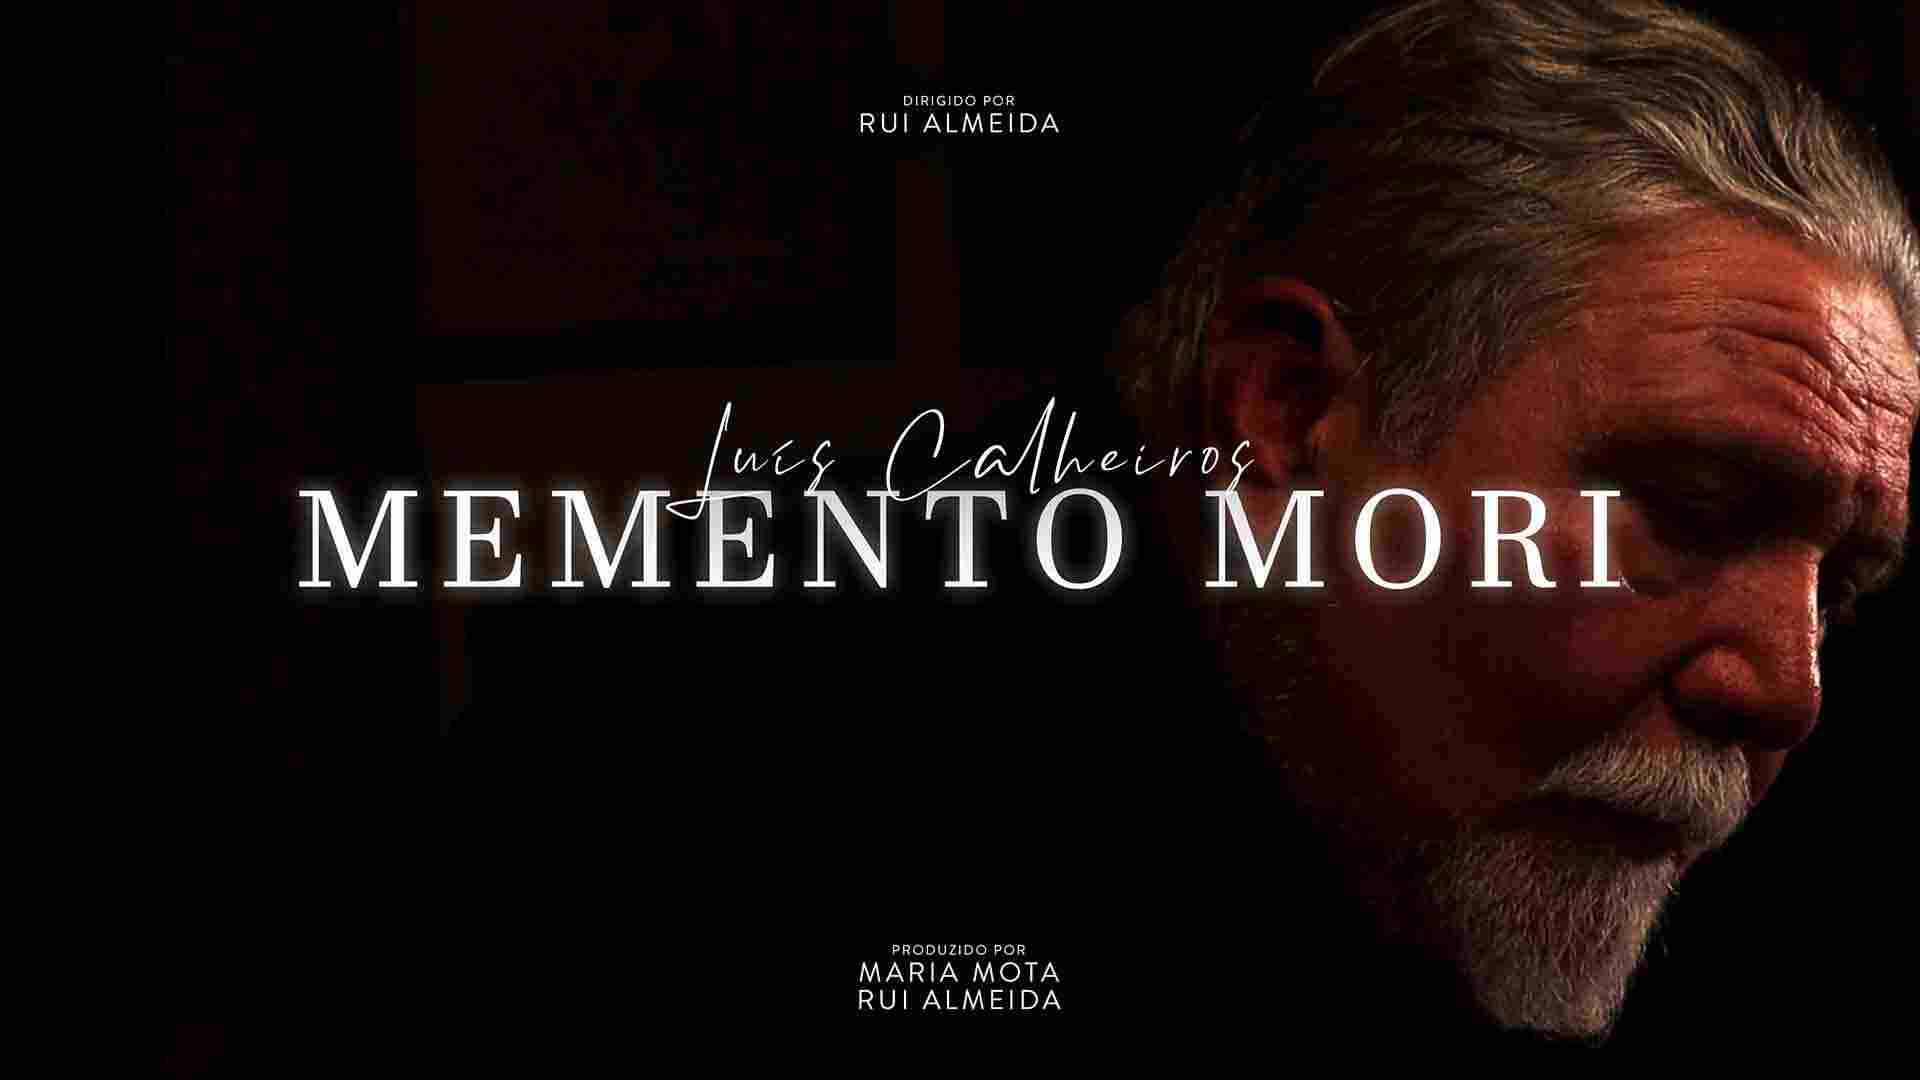 DIRIGIDO POR
RUI ALMEIDA
Luís Calheiros
MEMENTO MORI
PRODUZIDO POR
MARIA MOTA
RUI ALMEIDA